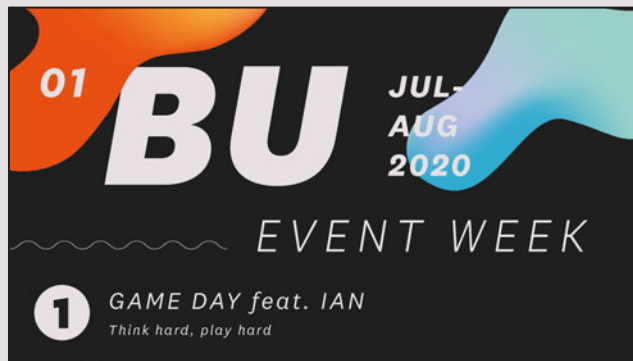 01
BU
JUL-
AUG
2020
EVENT WEEK
1
GAME DAY feat. IAN
Think hard, play hard